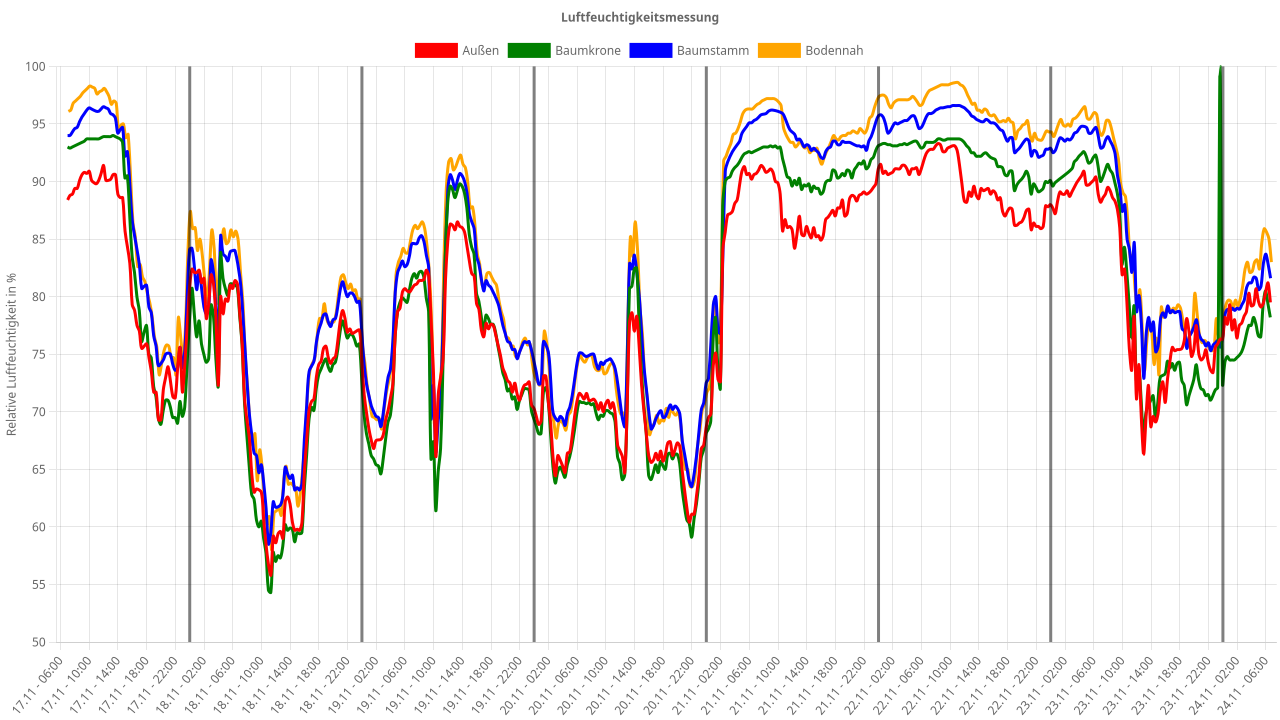 Luftfeuchtigkeitsmessung
Außen Baumkrone Baumstamm Bodennah
Relative Luftfeuchtigkeit in %
100
95
90
85
80
75
70
65
60
55
50
17.11 - 06:00
17.11 - 10:00
17.11 - 14:00
17.11 - 18:00
17.11 - 22:00
18.11 - 02:00
18.11 - 06:00
18.11 - 10:00
18.11 - 14:00
18.11 - 18:00
18.11 - 22:00
19.11 - 02:00
19.11 - 06:00
19.11 - 10:00
19.11 - 14:00
19.11 - 18:00
19.11 - 22:00
20.11 - 02:00
20.11 - 06:00
20.11 - 10:00
20.11 - 14:00
20.11 - 18:00
20.11 - 22:00
21.11 - 02:00
21.11 - 06:00
21.11 - 10:00
21.11 - 14:00
21.11 - 18:00
21.11 - 22:00
22.11 - 02:00
22.11 - 06:00
22.11 - 10:00
22.11 - 14:00
22.11 - 18:00
22.11 - 22:00
23.11 - 02:00
23.11 - 06:00
23.11 - 10:00
23.11 - 14:00
23.11 - 18:00
23.11 - 22:00
24.11 - 02:00
24.11 - 06:00